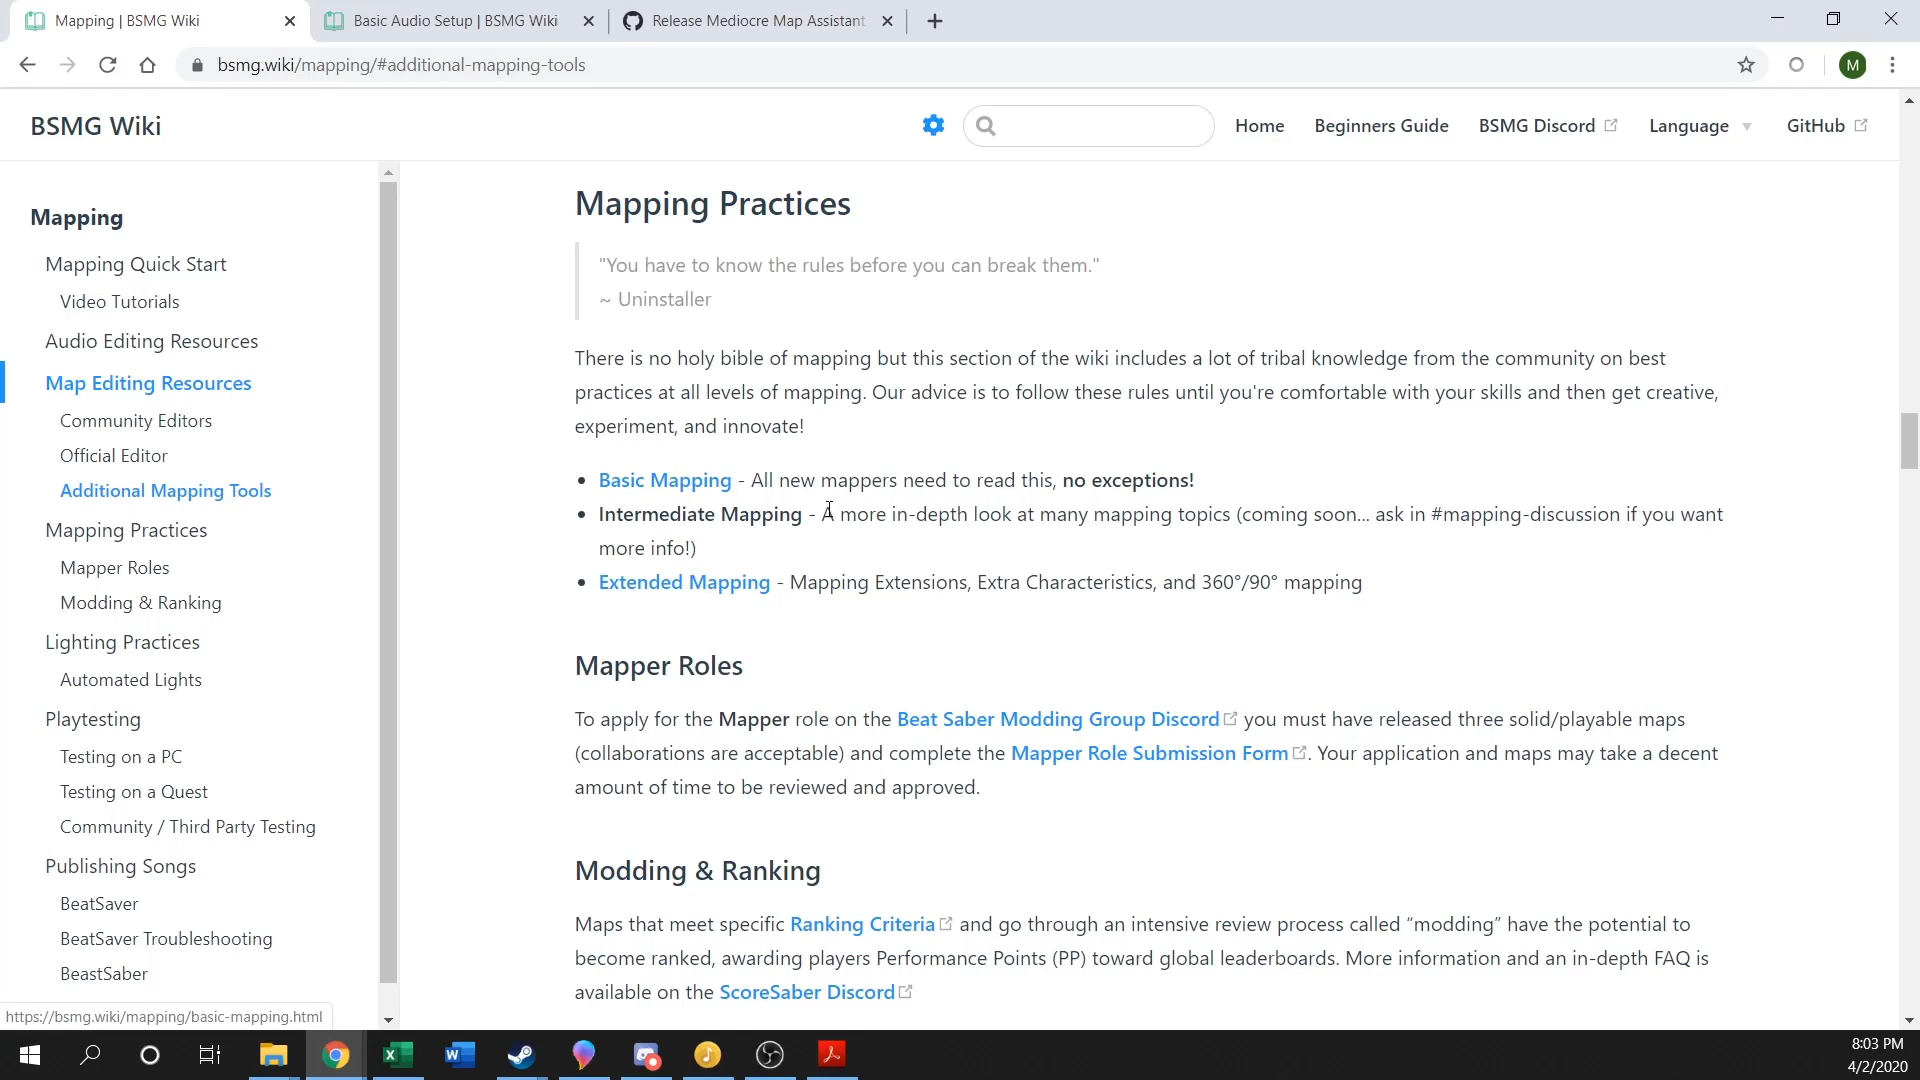 Mapping | BSMG Wiki
Basic Audio Setup | BSMG Wiki
Release Mediocre Map Assistant
bsmg.wiki/mapping/#additional-mapping-tools
M
BSMG Wiki
Home
Beginners Guide
BSMG Discord
Language
GitHub
Mapping
Mapping Quick Start
Video Tutorials
Audio Editing Resources
Map Editing Resources
Community Editors
Official Editor
Additional Mapping Tools
Mapping Practices
Mapper Roles
Modding & Ranking
Lighting Practices
Automated Lights
Playtesting
Testing on a PC
Testing on a Quest
Community / Third Party Testing
Publishing Songs
BeatSaver
BeatSaver Troubleshooting
BeastSaber
https://bsmg.wiki/mapping/basic-mapping.html
Mapping Practices
"You have to know the rules before you can break them."
~ Uninstaller
There is no holy bible of mapping but this section of the wiki includes a lot of tribal knowledge from the community on best
practices at all levels of mapping. Our advice is to follow these rules until you're comfortable with your skills and then get creative,
experiment, and innovate!
• Basic Mapping - All new mappers need to read this, no exceptions!
• Intermediate Mapping - A more in-depth look at many mapping topics (coming soon... ask in #mapping-discussion if you want
more info!)
• Extended Mapping - Mapping Extensions, Extra Characteristics, and 360°/90° mapping
Mapper Roles
To apply for the Mapper role on the Beat Saber Modding Group Discord you must have released three solid/playable maps
(collaborations are acceptable) and complete the Mapper Role Submission Form. Your application and maps may take a decent
amount of time to be reviewed and approved.
Modding & Ranking
Maps that meet specific Ranking Criteria and go through an intensive review process called “modding” have the potential to
become ranked, awarding players Performance Points (PP) toward global leaderboards. More information and an in-depth FAQ is
available on the ScoreSaber Discord
8:03 PM
4/2/2020